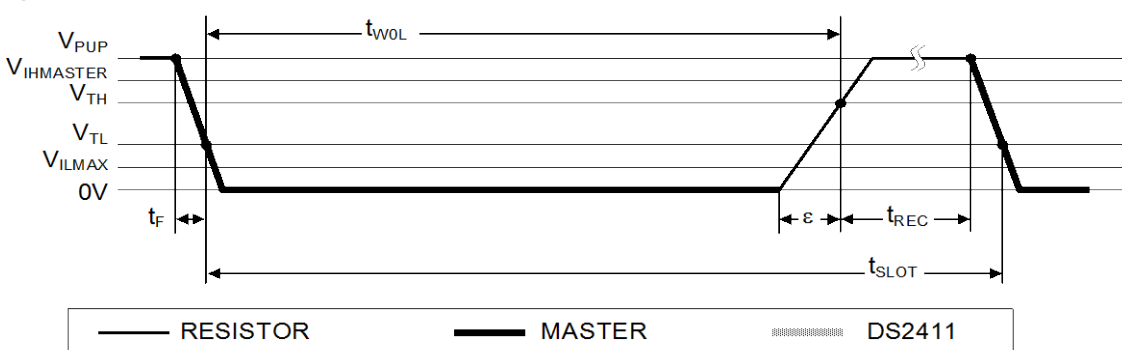 tW0L
VPUP
VIHMASTER
VTH
VTL
VILMAX
0V
tF
ε
tREC
tSLOT
RESISTOR MASTER DS2411